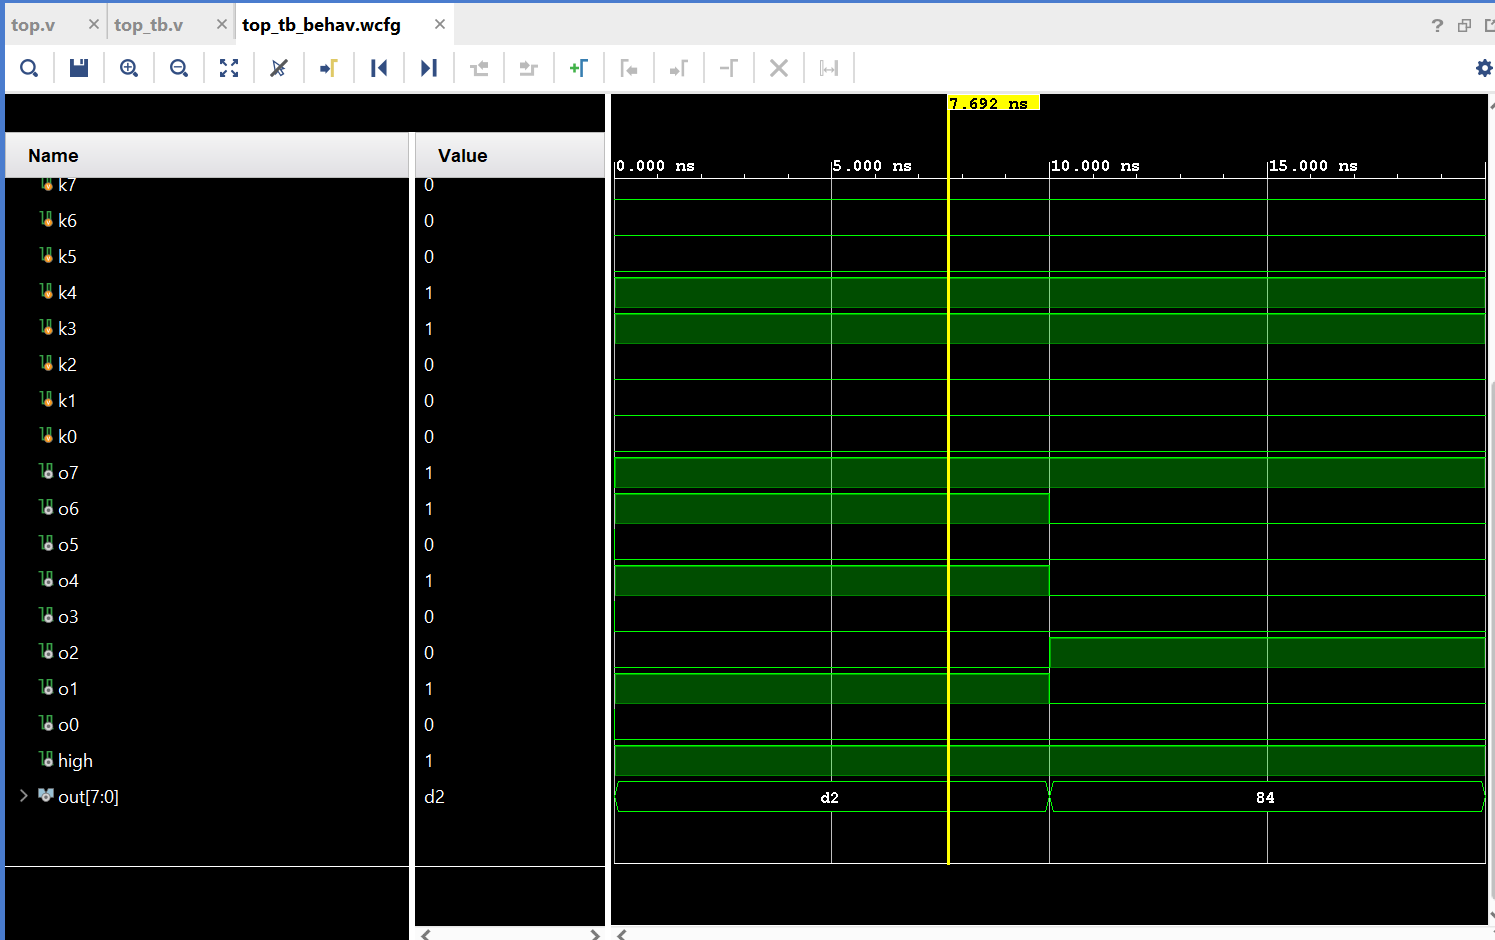 top.v top_tb.v top_tb_behav.wcfg
7.692 ns
Name Value
0.000 ns 5.000 ns 10.000 ns 15.000 ns
k7 0
k6 0
k5 0
k4 1
k3 1
k2 0
k1 0
k0 0
o7 1
o6 1
o5 0
o4 1
o3 0
o2 0
o1 1
o0 0
high 1
out[7:0] d2 d2 84